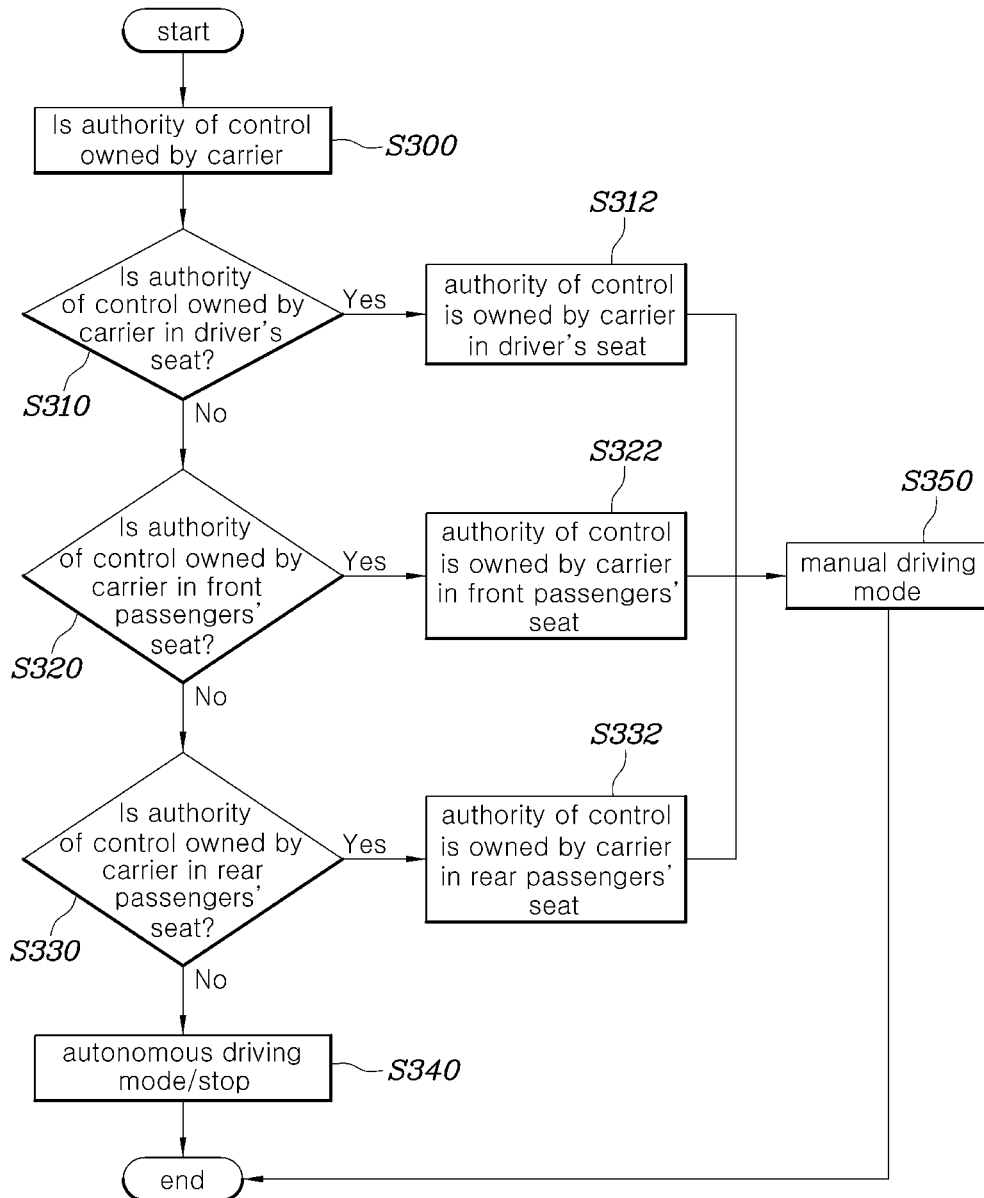 start
Is authority of control
owned by carrier
S300
Is authority
of control owned by
carrier in driver's
seat?
S310
Yes
No
S312
authority of control
is owned by carrier
in driver's seat
Is authority
of control owned by
carrier in front
passengers'
seat?
S320
Yes
No
S322
authority of control
is owned by carrier
in front passengers'
seat
S350
manual driving
mode
Is authority
of control owned by
carrier in rear
passengers'
seat?
S330
Yes
No
S332
authority of control
is owned by carrier
in rear passengers'
seat
autonomous driving
mode/stop
S340
end